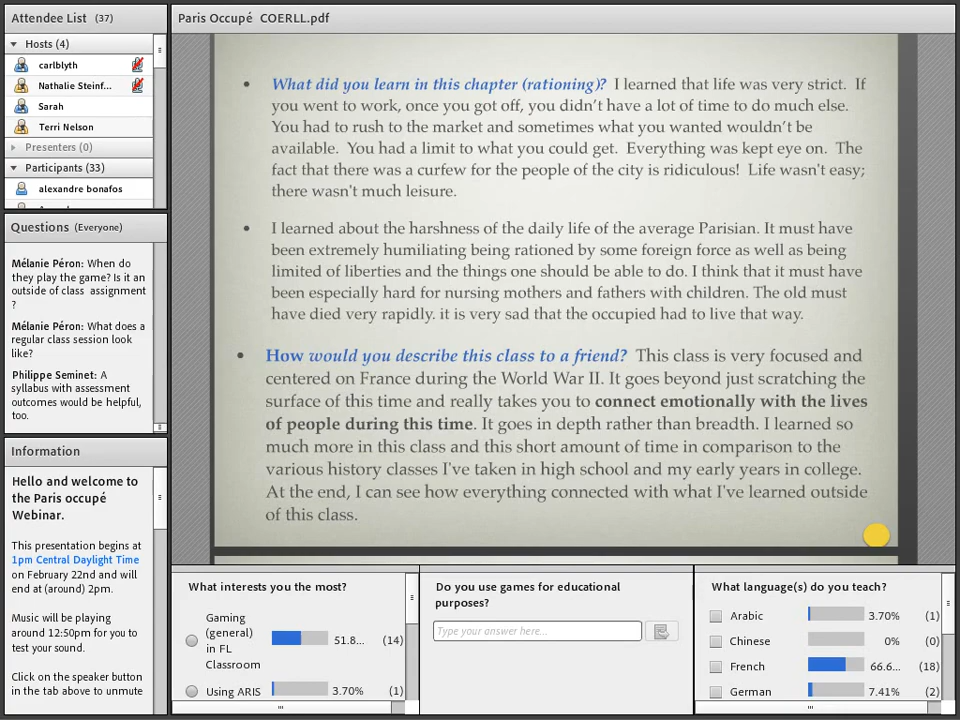 Attendee List (37)
Hosts (4)
carlblyth
Nathalie Steinf...
Sarah
Terri Nelson
Presenters (0)
Participants (33)
alexandre bonafos
Questions (Everyone)
Mélanie Péron: When do
they play the game? Is it an
outside of class assignment
?
Mélanie Péron: What does a
regular class session look
like?
Philippe Seminet: A
syllabus with assessment
outcomes would be helpful,
too.
Information
Hello and welcome to
the Paris occupé
Webinar.
This presentation begins at
1pm Central Daylight Time
on February 22nd and will
end at (around) 2pm.
Music will be playing
around 12:50pm for you to
test your sound.
Click on the speaker button
in the tab above to unmute
Paris Occupé COERLL.pdf
• What did you learn in this chapter (rationing)? I learned that life was very strict. If
you went to work, once you got off, you didn't have a lot of time to do much else.
You had to rush to the market and sometimes what you wanted wouldn't be
available. You had a limit to what you could get. Everything was kept eye on. The
fact that there was a curfew for the people of the city is ridiculous! Life wasn't easy;
there wasn't much leisure.
• I learned about the harshness of the daily life of the average Parisian. It must have
been extremely humiliating being rationed by some foreign force as well as being
limited of liberties and the things one should be able to do. I think that it must have
been especially hard for nursing mothers and fathers with children. The old must
have died very rapidly. it is very sad that the occupied had to live that way.
• How would you describe this class to a friend? This class is very focused and
centered on France during the World War II. It goes beyond just scratching the
surface of this time and really takes you to connect emotionally with the lives
of people during this time. It goes in depth rather than breadth. I learned so
much more in this class and this short amount of time in comparison to the
various history classes I've taken in high school and my early years in college.
At the end, I can see how everything connected with what I've learned outside
of this class.
What interests you the most?
Gaming
(general)
in FL
Classroom
51.8... (14)
Using ARIS 3.70% (1)
Do you use games for educational
purposes?
Type your answer here...
What language(s) do you teach?
Arabic 3.70% (1)
Chinese 0% (0)
French 66.6... (18)
German 7.41% (2)